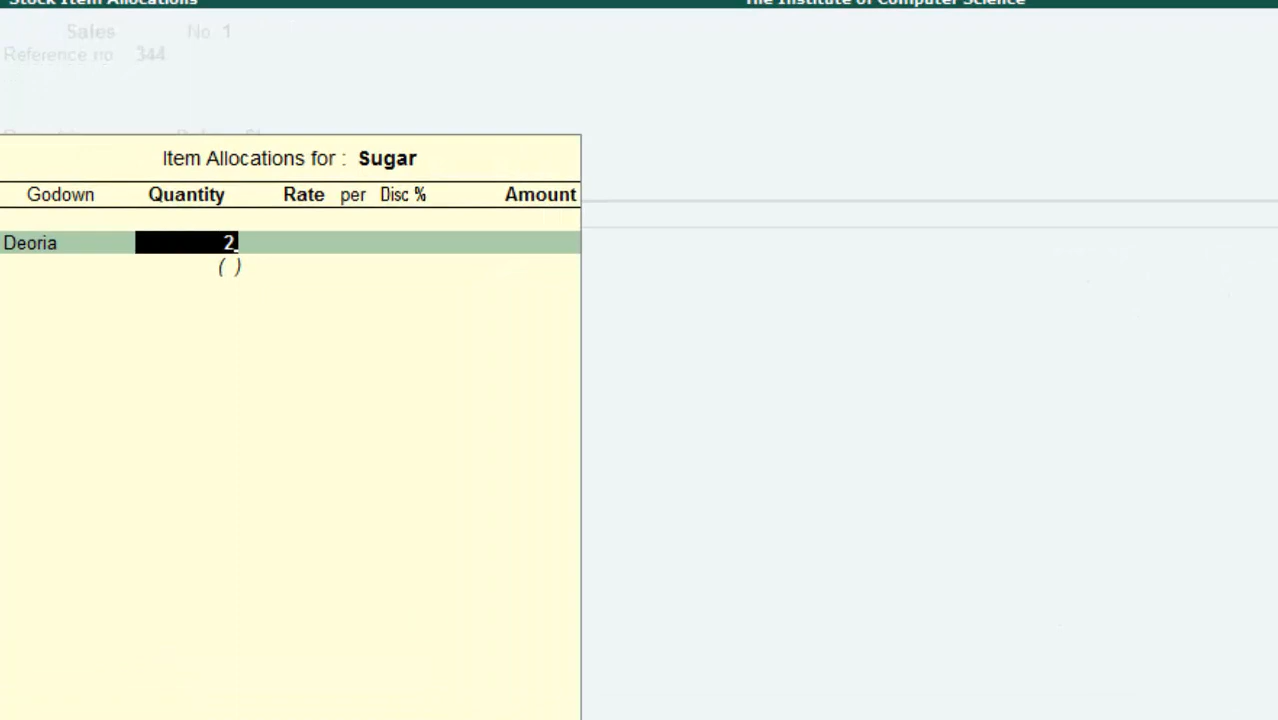 Stock Item Allocations The Institute of Computer Science
Sales No 1
Reference no 344
Item Allocations for : Sugar
Godown Quantity Rate per Disc % Amount
Deoria 2
( )